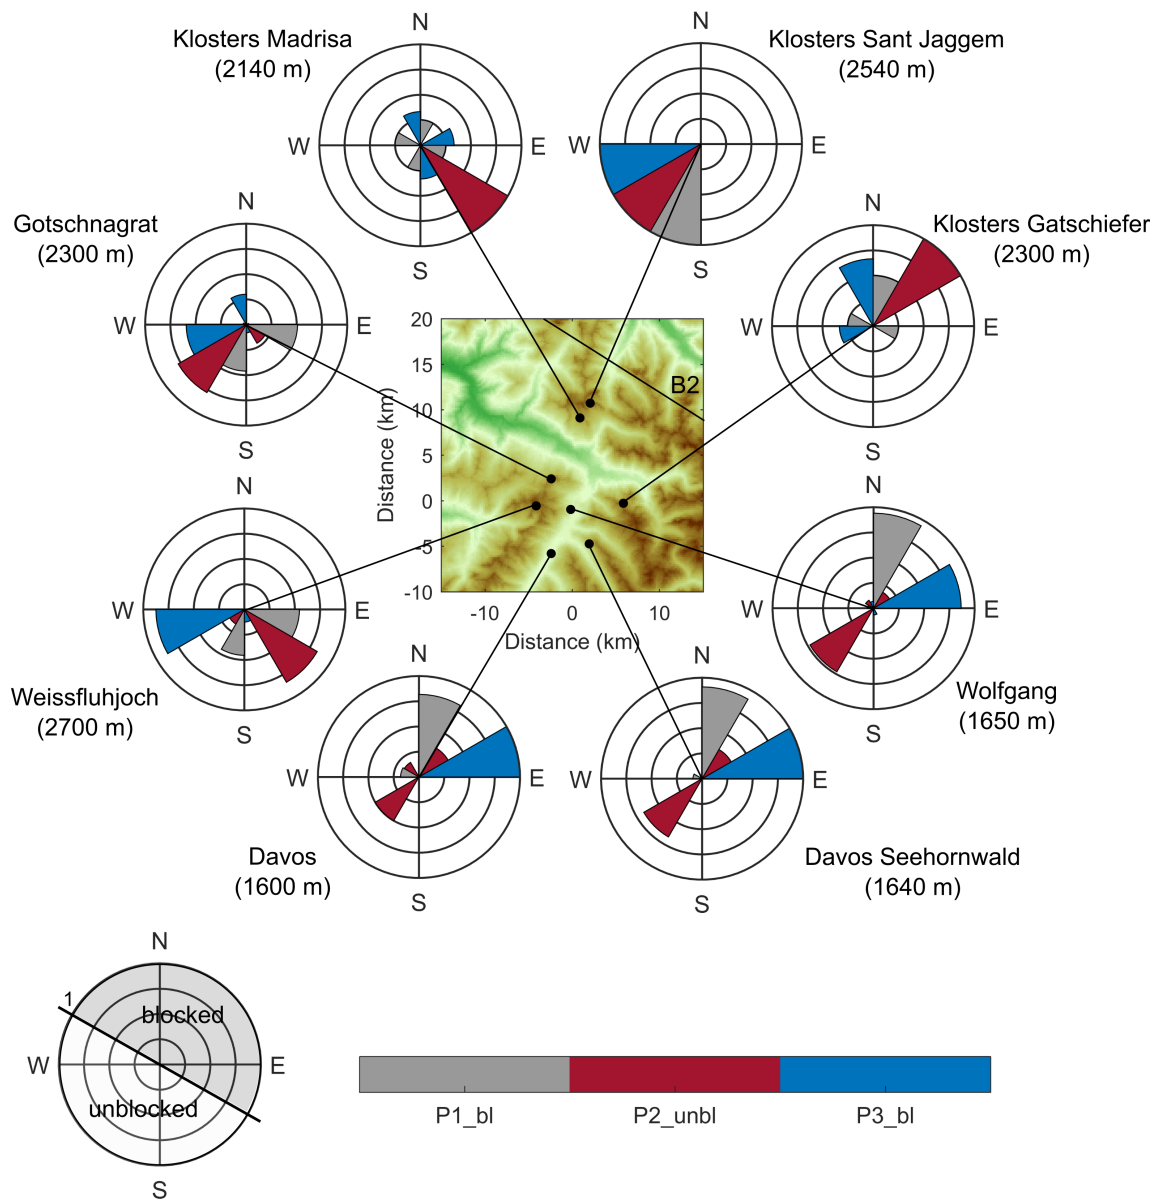 Klosters Madrisa
(2140 m)
N
W
E
S
Klosters Sant Jaggem
(2540 m)
N
W
E
S
Gotschnagrat
(2300 m)
N
W
E
S
Klosters Gatschiefer
(2300 m)
N
W
E
S
20
15
10
5
0
-5
-10
Distance (km)
B2
-10
0
10
Distance (km)
Weissfluhjoch
(2700 m)
N
W
E
S
Wolfgang
(1650 m)
N
W
E
S
Davos
(1600 m)
N
W
E
S
Davos Seehornwald
(1640 m)
N
W
E
S
N
1
blocked
W
E
unblocked
S
P1_bl
P2_unbl
P3_bl